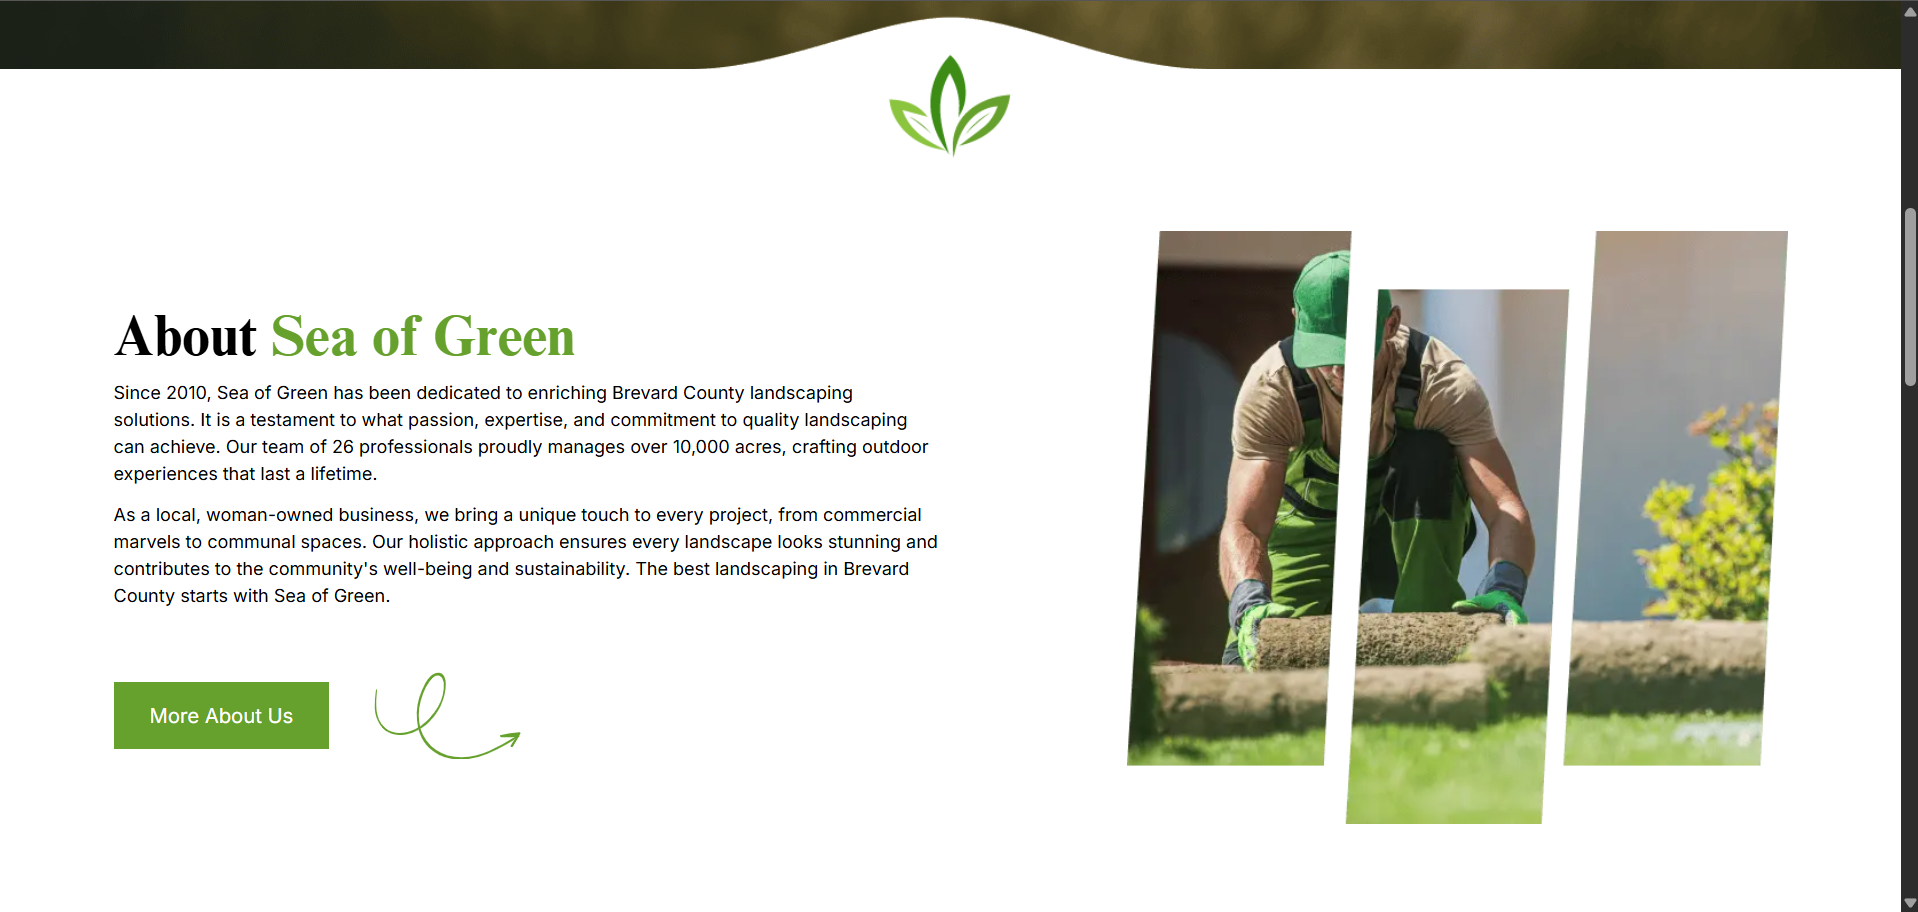 About Sea of Green
Since 2010, Sea of Green has been dedicated to enriching Brevard County landscaping
solutions. It is a testament to what passion, expertise, and commitment to quality landscaping
can achieve. Our team of 26 professionals proudly manages over 10,000 acres, crafting outdoor
experiences that last a lifetime.
As a local, woman-owned business, we bring a unique touch to every project, from commercial
marvels to communal spaces. Our holistic approach ensures every landscape looks stunning and
contributes to the community's well-being and sustainability. The best landscaping in Brevard
County starts with Sea of Green.
More About Us